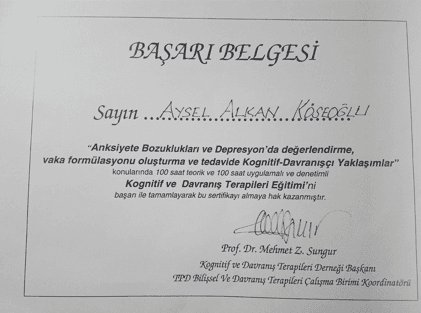 BAŞARI BELGESİ
Sayın ...AYSEL ALKAN KÖSEOĞLU
"Anksiyete Bozuklukları ve Depresyon'da değerlendirme,
vaka formülasyonu oluşturma ve tedavide Kognitif-Davranışçı Yaklaşımlar"
konularında 100 saat teorik ve 100 saat uygulamalı ve denetimli
Kognitif ve Davranış Terapileri Eğitimi'ni
başarı ile tamamlayarak bu sertifikayı almaya hak kazanmıştır.
Prof. Dr. Mehmet Z. Sungur
Kognitif ve Davranış Terapileri Derneği Başkanı
TPD Bilişsel Ve Davranış Terapileri Çalışma Birimi Koordinatörü